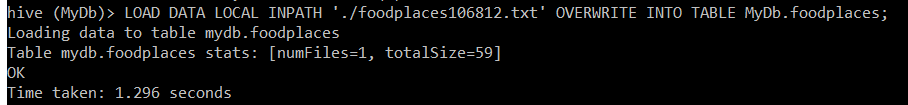 hive (MyDb)> LOAD DATA LOCAL INPATH './foodplaces106812.txt' OVERWRITE INTO TABLE MyDb.foodplaces;
Loading data to table mydb.foodplaces
Table mydb.foodplaces stats: [numFiles=1, totalSize=59]
OK
Time taken: 1.296 seconds